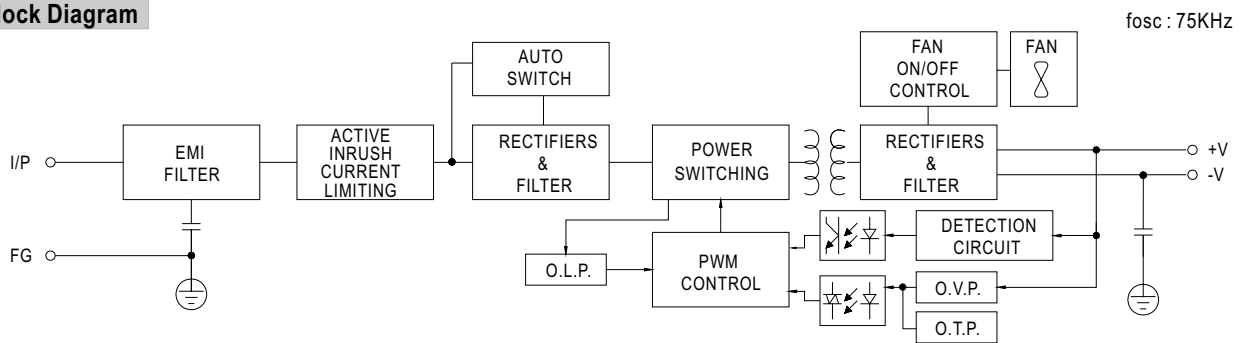 lock Diagram
fosc : 75KHz
AUTO
SWITCH
FAN
ON/OFF
CONTROL
FAN
I/P
EMI
FILTER
ACTIVE
INRUSH
CURRENT
LIMITING
RECTIFIERS
&
FILTER
POWER
SWITCHING
RECTIFIERS
&
FILTER
+V
-V
FG
O.L.P.
PWM
CONTROL
DETECTION
CIRCUIT
O.V.P.
O.T.P.